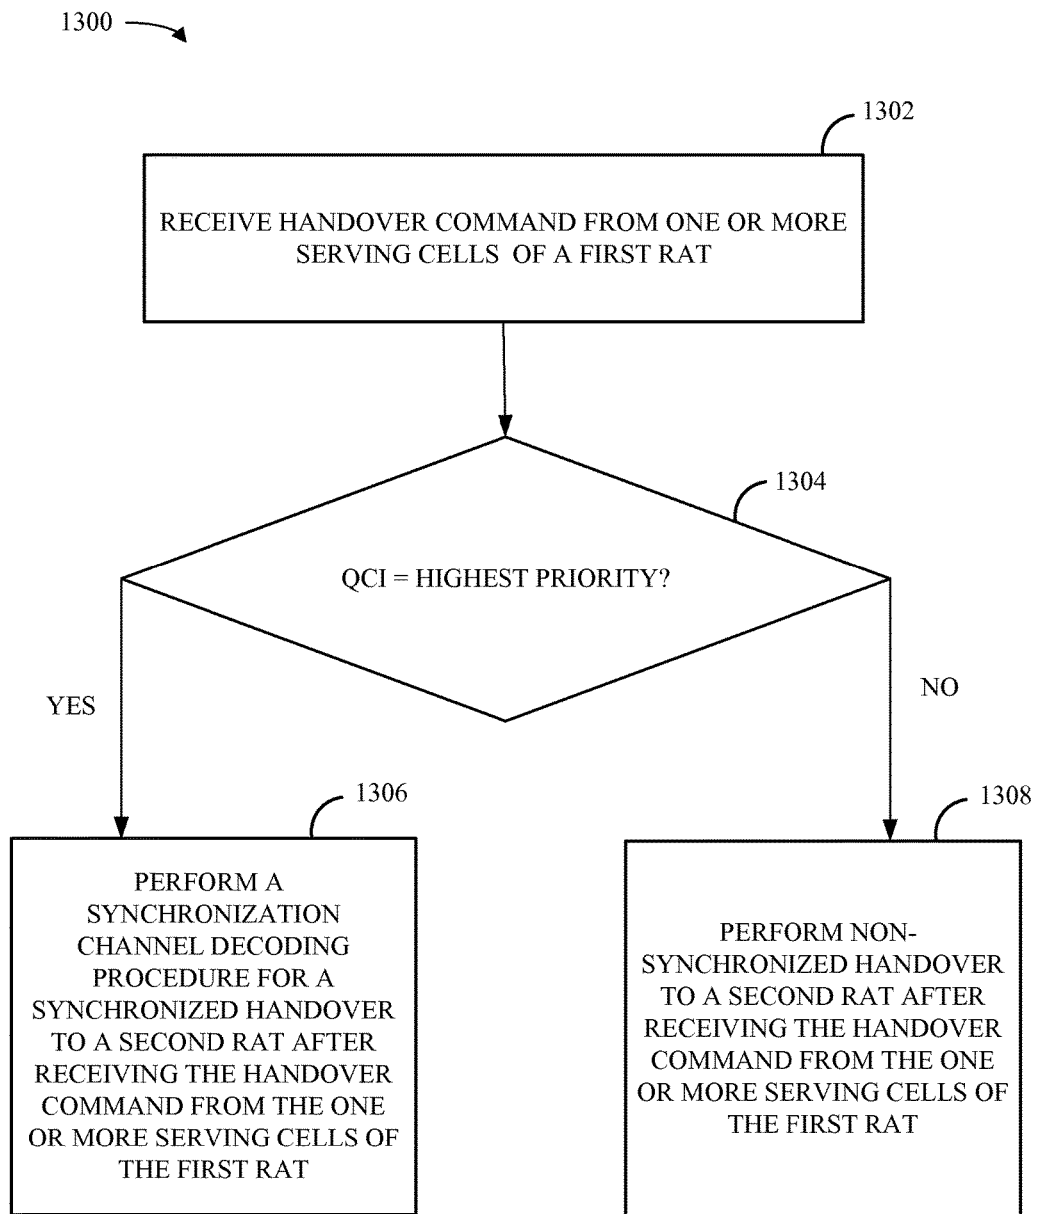 1300
1302
RECEIVE HANDOVER COMMAND FROM ONE OR MORE
SERVING CELLS OF A FIRST RAT
1304
QCI = HIGHEST PRIORITY?
YES
NO
1306
PERFORM A
SYNCHRONIZATION
CHANNEL DECODING
PROCEDURE FOR A
SYNCHRONIZED HANDOVER
TO A SECOND RAT AFTER
RECEIVING THE HANDOVER
COMMAND FROM THE ONE
OR MORE SERVING CELLS OF
THE FIRST RAT
1308
PERFORM NON-
SYNCHRONIZED HANDOVER
TO A SECOND RAT AFTER
RECEIVING THE HANDOVER
COMMAND FROM THE ONE
OR MORE SERVING CELLS OF
THE FIRST RAT